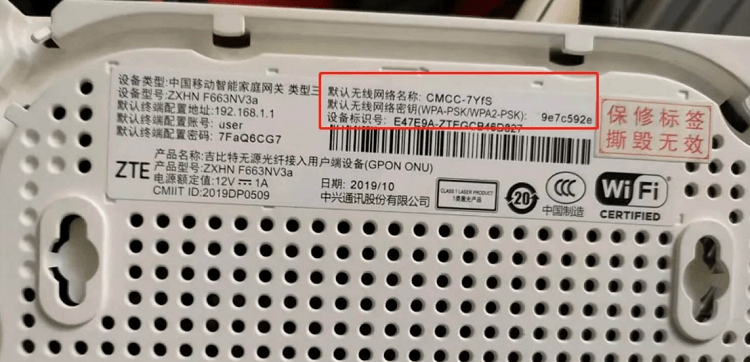 设备类型:中国移动智能家庭网关 类型三
设备型号: ZXHN F663NV3a
默认终端配置地址:192.168.1.1
默认终端配置账号: user
默认终端配置密码: 7FaQ6CG7
默认无线网络名称: CMCC-7YfS
默认无线网络密钥(WPA-PSK/WPA2-PSK): 9e7c592e
设备标识号: E47E9A-ZTEGCB48D827
保修标签
撕毁无效
ZTE
产品名称:吉比特无源光纤接入用户端设备(GPON ONU)
型号: ZXHN F663NV3a
电源额定值:12V 1A
CMIIT ID:2019DP0509
日期: 2019/10
中兴通讯股份有限公司
CLASS 1 LASER PRODUCT
1类激光产品
20
CCC
中国制造
WiFi
CERTIFIED